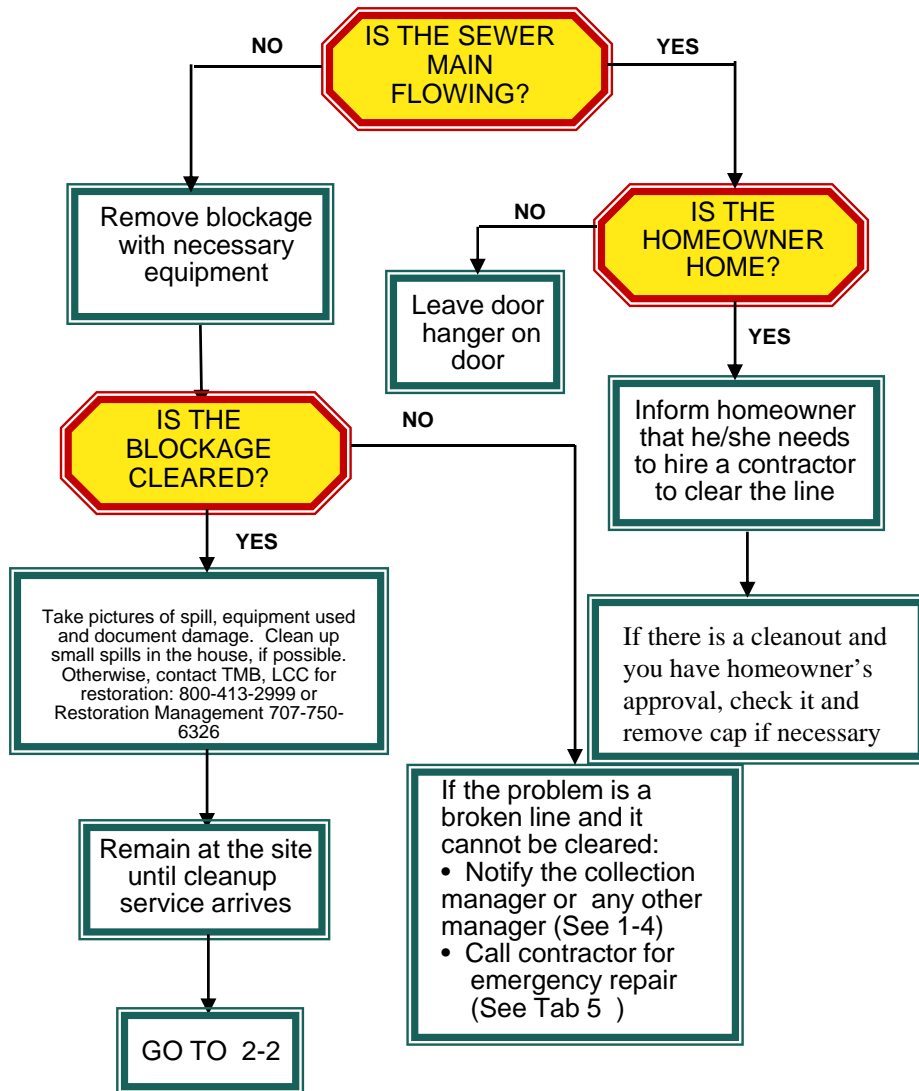 IS THE SEWER
MAIN
FLOWING?
NO
YES
Remove blockage
with necessary
equipment
IS THE
HOMEOWNER
HOME?
NO
Leave door
hanger on
door
YES
Inform homeowner
that he/she needs
to hire a contractor
to clear the line
If there is a cleanout and
you have homeowner’s
approval, check it and
remove cap if necessary
IS THE
BLOCKAGE
CLEARED?
NO
YES
Take pictures of spill, equipment used
and document damage. Clean up
small spills in the house, if possible.
Otherwise, contact TMB, LCC for
restoration: 800-413-2999 or
Restoration Management 707-750-
6326
Remain at the site
until cleanup
service arrives
GO TO 2-2
If the problem is a
broken line and it
cannot be cleared:
• Notify the collection
manager or any other
manager (See 1-4)
• Call contractor for
emergency repair
(See Tab 5 )